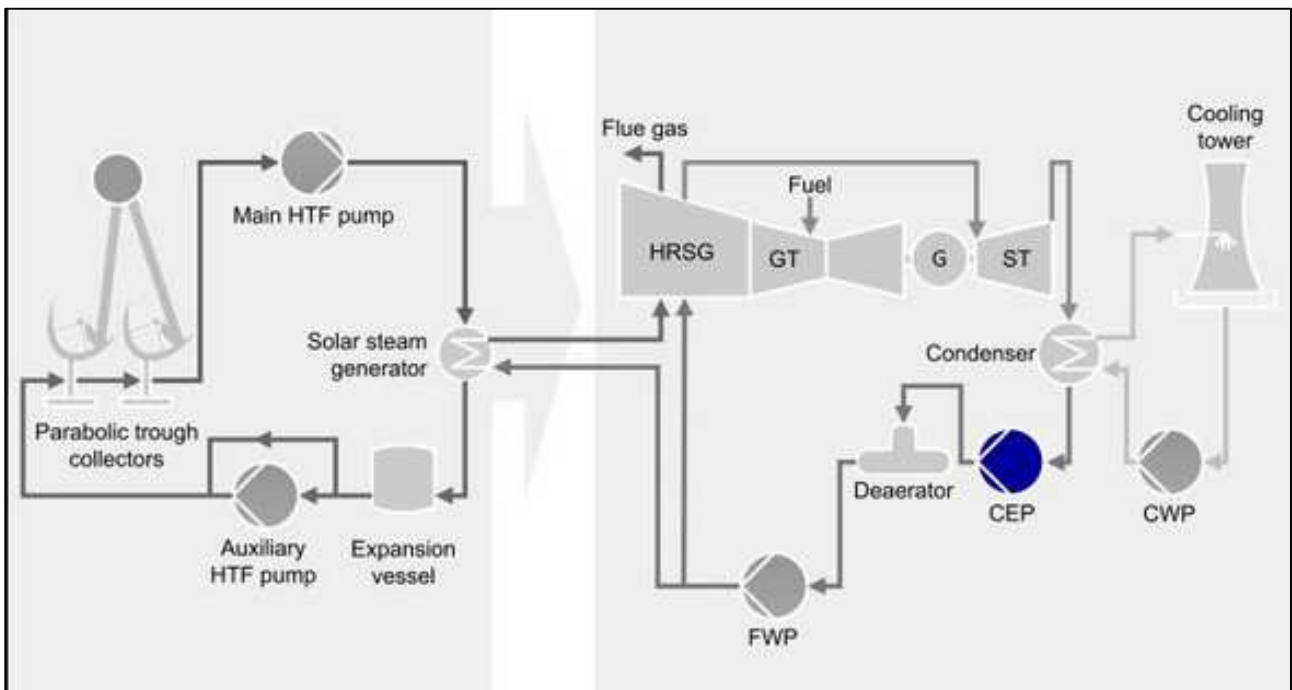 Flue gas
Cooling
tower
Fuel
Main HTF pump
HRSG
GT
G
ST
Solar steam
generator
Condenser
Parabolic trough
collectors
Deaerator
CEP
CWP
Auxiliary
HTF pump
Expansion
vessel
FWP